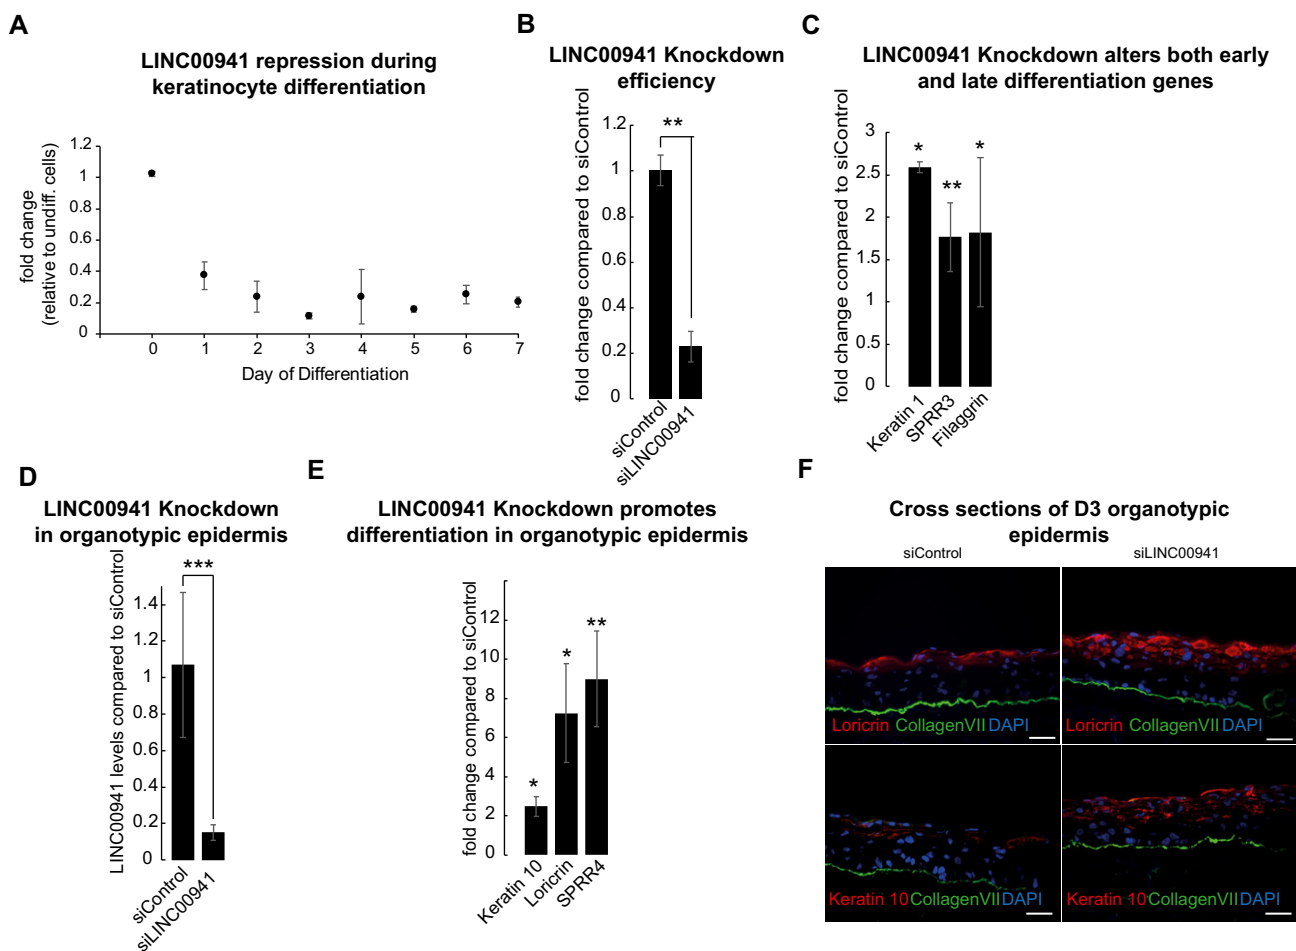 A
LINC00941 repression during
keratinocyte differentiation
fold change
(relative to undiff. cells)
1.2
1
0.8
0.6
0.4
0.2
0
0 1 2 3 4 5 6 7
Day of Differentiation
B
LINC00941 Knockdown
efficiency
fold change compared to siControl
**
1.2
1
0.8
0.6
0.4
0.2
0
siControl
siLINC00941
C
LINC00941 Knockdown alters both early
and late differentiation genes
fold change compared to siControl
3
2.5
2
1.5
1
0.5
0
* ** *
Keratin 1
SPRR3
Filaggrin
D
LINC00941 Knockdown
in organotypic epidermis
LINC00941 levels compared to siControl
***
1.4
1.2
1
0.8
0.6
0.4
0.2
0
siControl
siLINC00941
E
LINC00941 Knockdown promotes
differentiation in organotypic epidermis
fold change compared to siControl
12
10
8
6
4
2
0
* * **
Keratin 10
Loricrin
SPRR4
F
Cross sections of D3 organotypic
epidermis
siControl siLINC00941
Loricrin CollagenVII DAPI
Loricrin CollagenVII DAPI
Keratin 10 CollagenVII DAPI
Keratin 10 CollagenVII DAPI